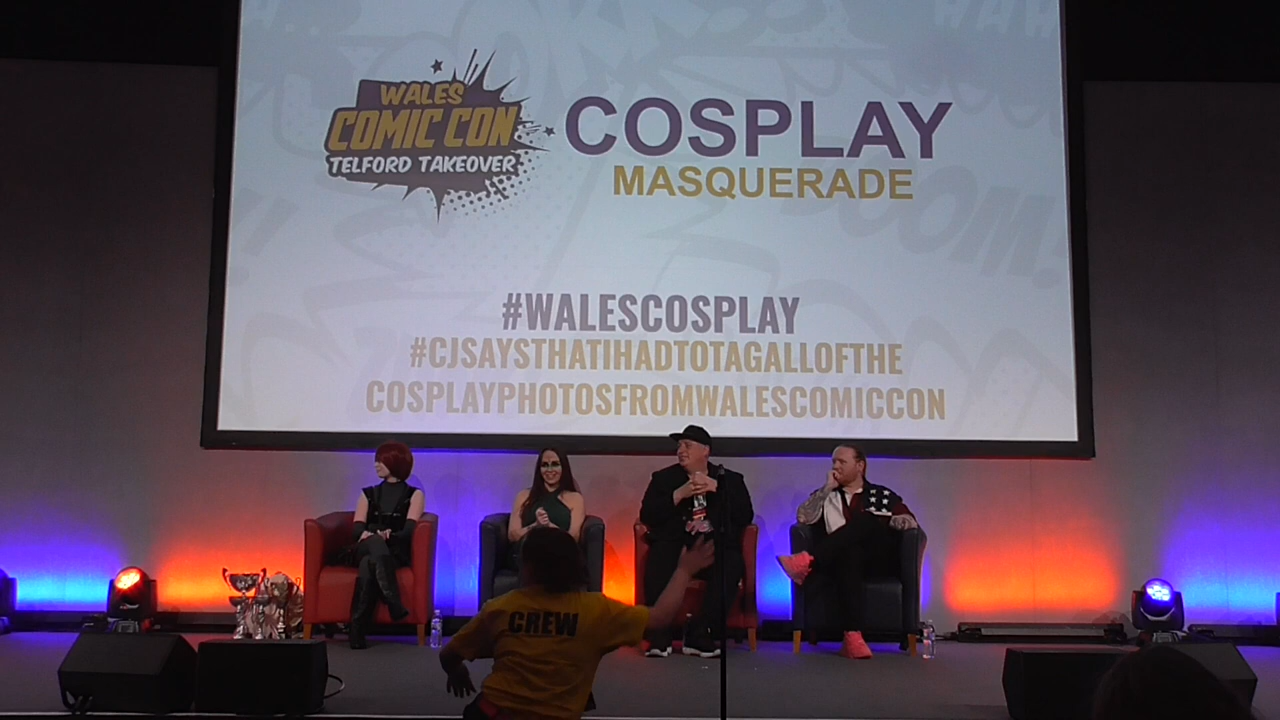 WALES
COMIC CON
TELFORD TAKEOVER
COSPLAY
MASQUERADE
#WALESCOSPLAY
#CJSAYSTHATIHADTOTAGALLOFTHE
COSPLAYPHOTOSFROMWALESCOMICCON
CREW